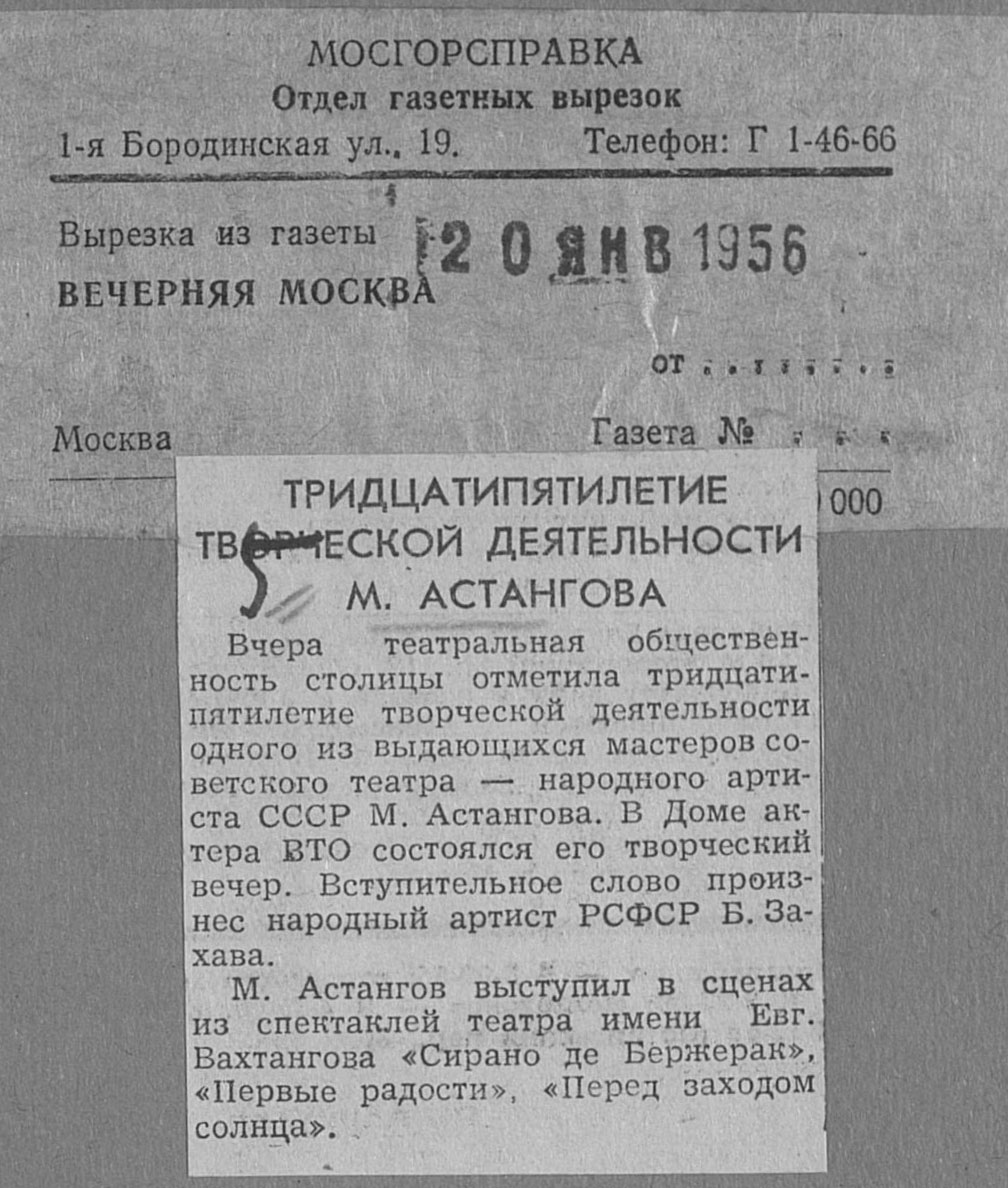 МОСГОРСПРАВКА
Отдел газетных вырезок
1-я Бородинская ул., 19. Телефон: Г 1-46-66
Вырезка из газеты
20 ЯНВ 1956
ВЕЧЕРНЯЯ МОСКВА
от . . . . . . . .
Москва Газета № . . . .
000
ТРИДЦАТИПЯТИЛЕТИЕ
ТВОРЧЕСКОЙ ДЕЯТЕЛЬНОСТИ
М. АСТАНГОВА
Вчера театральная обществен-
ность столицы отметила тридцати-
пятилетие творческой деятельности
одного из выдающихся мастеров со-
ветского театра — народного арти-
ста СССР М. Астангова. В Доме ак-
тера ВТО состоялся его творческий
вечер. Вступительное слово произ-
нес народный артист РСФСР Б. За-
хава.
М. Астангов выступил в сценах
из спектаклей театра имени Евг.
Вахтангова «Сирано де Бержерак»,
«Первые радости», «Перед заходом
солнца».